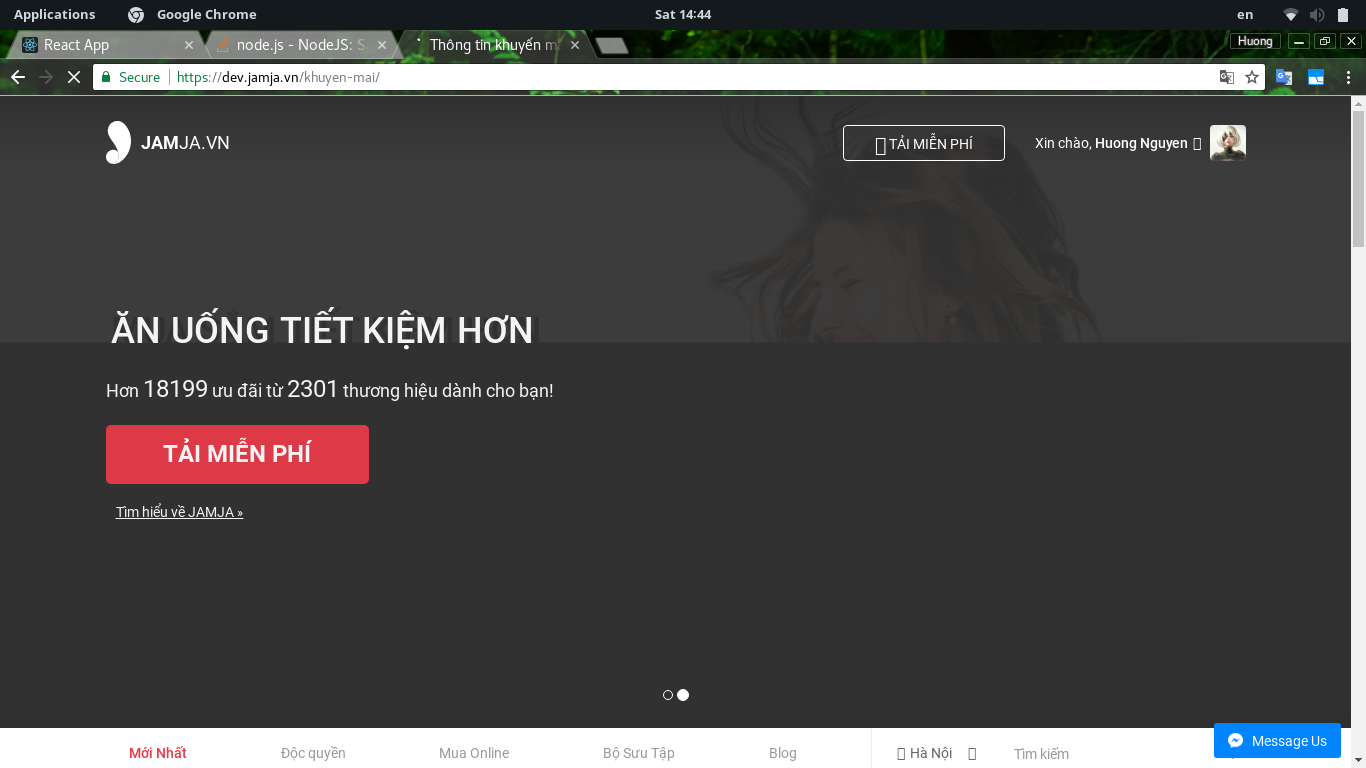 Applications Google Chrome Sat 14:44 en
React App node.js - NodeJS: S Thông tin khuyến m Huong
Secure https://dev.jamja.vn/khuyen-mai/
JAMJA.VN TẢI MIỄN PHÍ Xin chào, Huong Nguyen
ĂN UỐNG TIẾT KIỆM HƠN
Hơn 18199 ưu đãi từ 2301 thương hiệu dành cho bạn!
TẢI MIỄN PHÍ
Tìm hiểu về JAMJA »
Mới Nhất Độc quyền Mua Online Bộ Sưu Tập Blog Hà Nội Tìm kiếm
Message Us